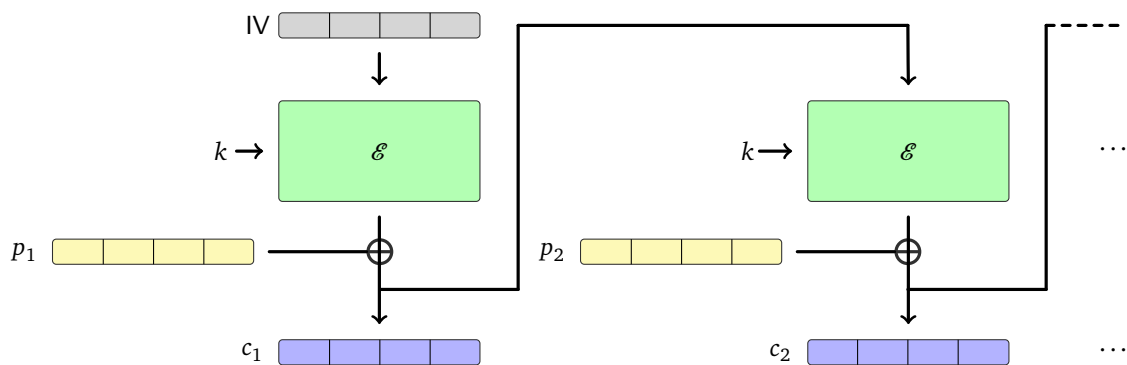 IV
k ℰ k ℰ ...
p₁ p₂
c₁ c₂ ...